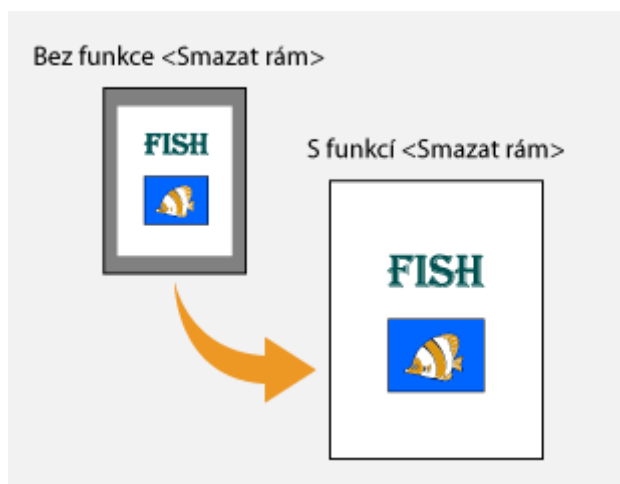 Bez funkce <Smazat rám>
FISH
S funkcí <Smazat rám>
FISH